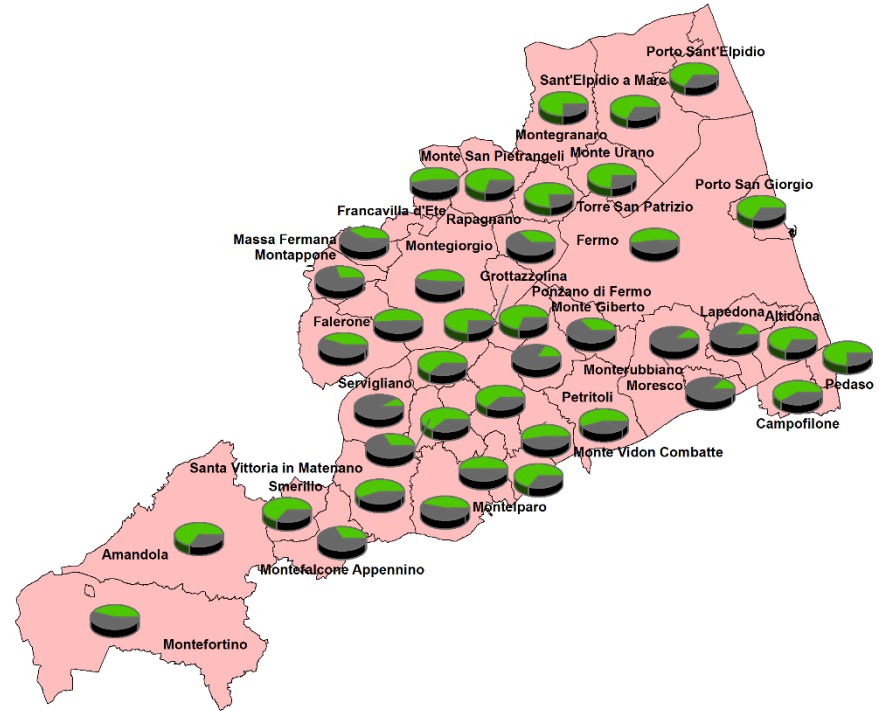 Porto Sant'Elpidio
Sant'Elpidio a Mare
Montegranaro
Monte San Pietrangeli
Monte Urano
Porto San Giorgio
Francavilla d'Ete
Torre San Patrizio
Rapagnano
Massa Fermana
Montegiorgio
Fermo
Montappone
Grottazzolina
Ponzano di Fermo
Monte Giberto
Lapedona
Altidona
Falerone
Monterubbiano
Servigliano
Moresco
Pedaso
Petritoli
Campofilone
Monte Vidon Combatte
Santa Vittoria in Matenano
Smerillo
Montelparo
Amandola
Montefalcone Appennino
Montefortino